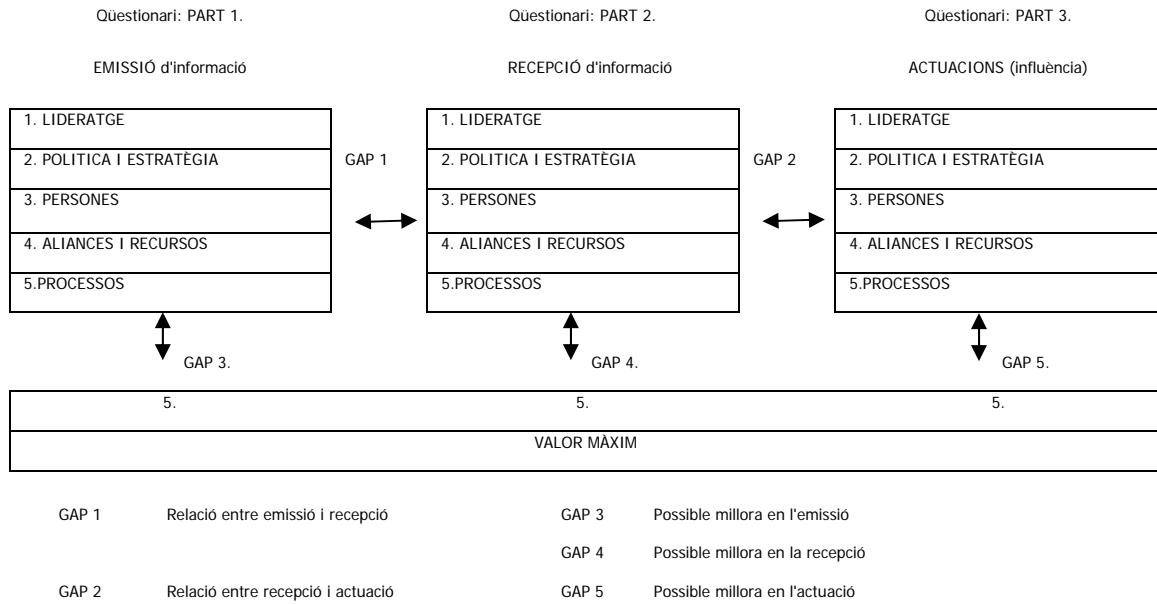 Qüestionari: PART 1. Qüestionari: PART 2. Qüestionari: PART 3.
EMISSIÓ d'informació RECEPCIÓ d'informació ACTUACIONS (influència)
1. LIDERATGE 1. LIDERATGE 1. LIDERATGE
2. POLITICA I ESTRATÈGIA GAP 1 2. POLITICA I ESTRATÈGIA GAP 2 2. POLITICA I ESTRATÈGIA
3. PERSONES 3. PERSONES 3. PERSONES
4. ALIANCES I RECURSOS 4. ALIANCES I RECURSOS 4. ALIANCES I RECURSOS
5.PROCESSOS 5.PROCESSOS 5.PROCESSOS
GAP 3. GAP 4. GAP 5.
5. 5. 5.
VALOR MÀXIM
GAP 1 Relació entre emissió i recepció GAP 3 Possible millora en l'emissió
GAP 4 Possible millora en la recepció
GAP 2 Relació entre recepció i actuació GAP 5 Possible millora en l'actuació